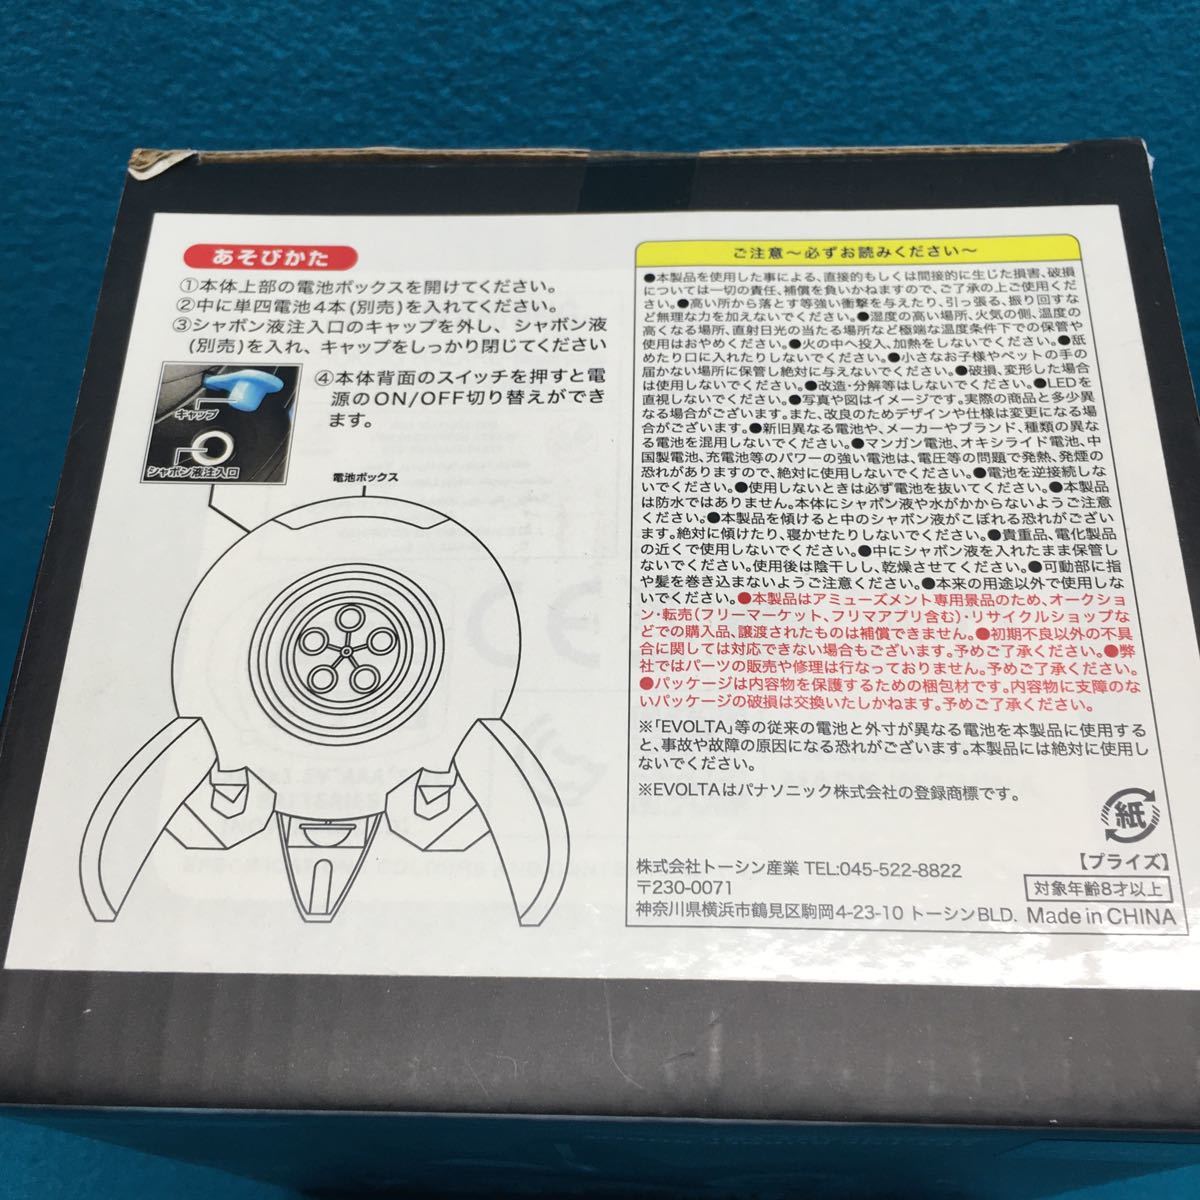 あそびかた
①本体上部の電池ボックスを開けてください。
②中に単四電池4本(別売)を入れてください。
③シャボン液注入口のキャップを外し、シャボン液
(別売)を入れ、キャップをしっかり閉じてください
④本体背面のスイッチを押すと電
源のON/OFF切り替えができ
ます。
キャップ
シャボン液注入口
電池ボックス
ご注意～必ずお読みください～
●本製品を使用した事による、直接的もしくは間接的に生じた損害、破損
については一切の責任、補償を負いかねますので、ご了承の上ご使用くだ
さい。●高い所から落とす等強い衝撃を与えたり、引っ張る、振り回すな
ど無理な力を加えないでください。●湿度の高い場所、火気の側、温度の
高くなる場所、直射日光の当たる場所など極端な温度条件下での保管や
使用はおやめください。●火の中へ投入、加熱をしないでください。●舐
めたり口に入れたりしないでください。●小さなお子様やペットの手の
届かない場所に保管し絶対に与えないでください。●破損、変形した場合
は使用しないでください。●改造・分解等はしないでください。●LEDを
直視しないでください。●写真や図はイメージです。実際の商品と多少異
なる場合がございます。また、改良のためデザインや仕様は変更になる場合
がございます。●新旧異なる電池や、メーカーやブランド、種類の異な
る電池を混用しないでください。●マンガン電池、オキシライド電池、中
国製電池、充電池等のパワーの強い電池は、電圧等の問題で発熱、発煙の
恐れがありますので、絶対に使用しないでください。●電池を逆接続しな
いでください。●使用しないときは必ず電池を抜いてください。●本製品
は防水ではありません。本体にシャボン液や水がかからないようご注意
ください。●本製品を傾けると中のシャボン液がこぼれる恐れがござい
ます。絶対に傾けたり、寝かせたりしないでください。●貴重品、電化製品
の近くで使用しないでください。●中にシャボン液を入れたまま保管し
ないでください。使用後は陰干しし、乾燥させてください。●可動部に指
や髪を巻き込まないようご注意ください。●本来の用途以外で使用しな
いでください。●本製品はアミューズメント専用景品のため、オークショ
ン・転売(フリーマーケット、フリマアプリ含む)・リサイクルショップな
どでの購入品、譲渡されたものは補償できません。●初期不良以外の不具
合に関しては対応できない場合もございます。予めご了承ください。●弊
社ではパーツの販売や修理は行なっておりません。予めご了承ください。
●パッケージは内容物を保護するための梱包材です。内容物に支障のな
いパッケージの破損は交換いたしかねます。予めご了承ください。
※「EVOLTA」等の従来の電池と外寸が異なる電池を本製品に使用する
と、事故や故障の原因になる恐れがございます。本製品には絶対に使用し
ないでください。
※EVOLTAはパナソニック株式会社の登録商標です。
紙
株式会社トーシン産業 TEL:045-522-8822
【プライズ】
〒230-0071
対象年齢8才以上
神奈川県横浜市鶴見区駒岡4-23-10 トーシンBLD. Made in CHINA